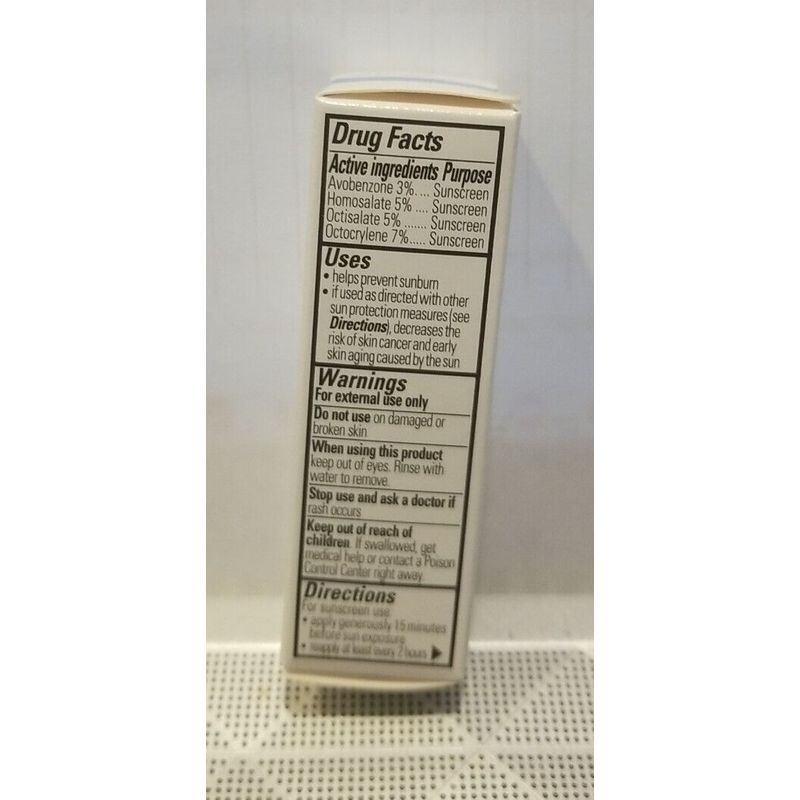 Drug Facts
Active ingredients Purpose
Avobenzone 3%.... Sunscreen
Homosalate 5% .... Sunscreen
Octisalate 5% ....... Sunscreen
Octocrylene 7%..... Sunscreen
Uses
• helps prevent sunburn
• if used as directed with other
sun protection measures (see
Directions), decreases the
risk of skin cancer and early
skin aging caused by the sun
Warnings
For external use only
Do not use on damaged or
broken skin
When using this product
keep out of eyes. Rinse with
water to remove.
Stop use and ask a doctor if
rash occurs
Keep out of reach of
children. If swallowed, get
medical help or contact a Poison
Control Center right away.
Directions
For sunscreen use
• apply generously 15 minutes
before sun exposure
• reapply at least every 2 hours